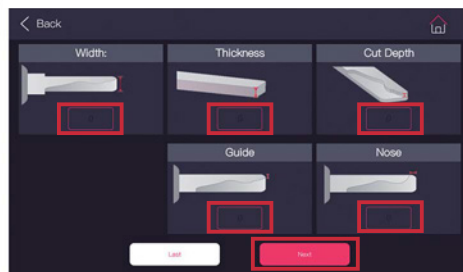 Back
Width:
Thickness
Cut Depth
Guide
Nose
Last
Next